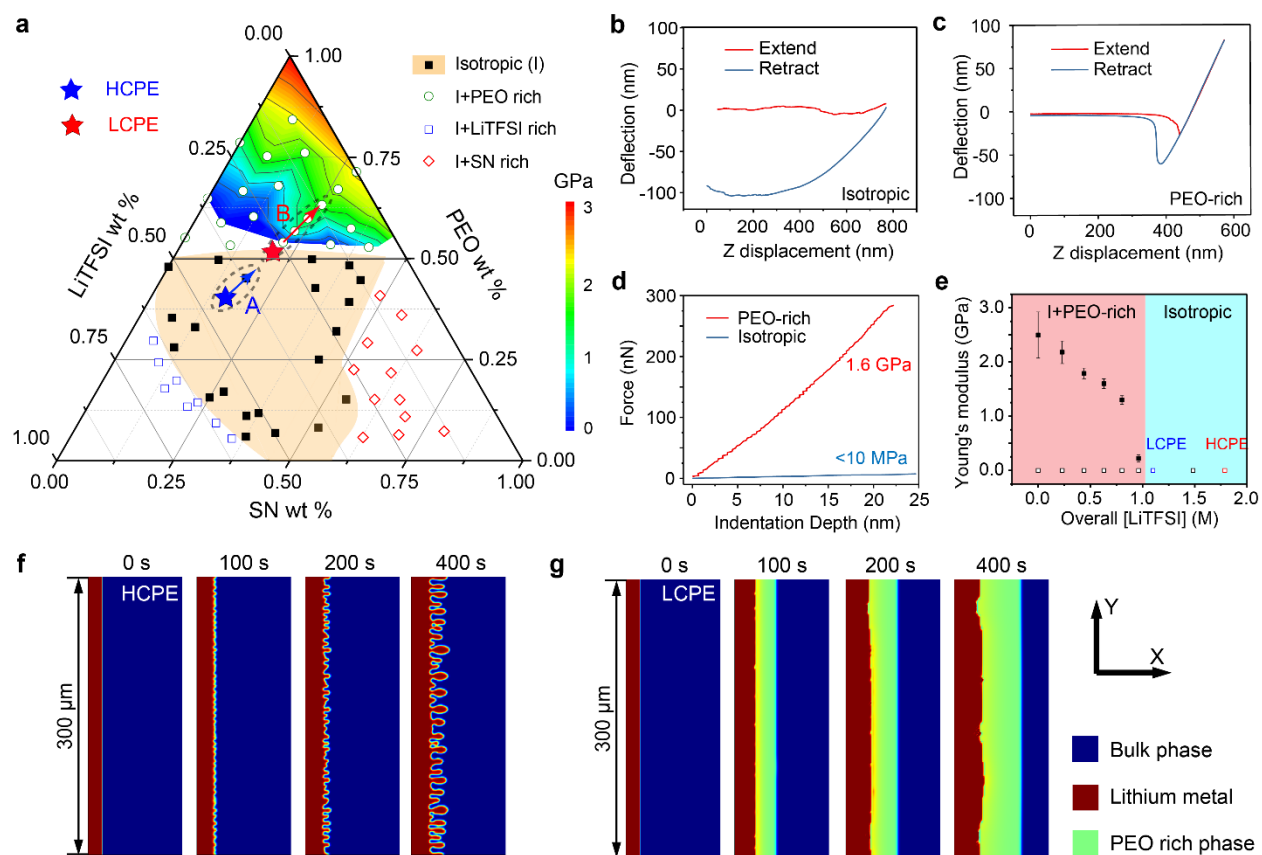 a
0.00
1.00
HCPE
LCPE
Isotropic (I)
I+PEO rich
I+LiTFSI rich
I+SN rich
0.25
0.75
GPa
3
2
1
0
LiTFSI wt %
PEO wt %
B
0.50
0.50
A
0.75
0.25
1.00
0.00
0.00
0.25
0.50
0.75
1.00
SN wt %
b
Extend
Retract
100
50
0
-50
-100
Deflection (nm)
Isotropic
0 200 400 600 800
Z displacement (nm)
c
Extend
Retract
100
50
0
-50
100
Deflection (nm)
PEO-rich
0 200 400 600
Z displacement (nm)
d
300
250
200
150
100
50
0
Force (nN)
PEO-rich
Isotropic
1.6 GPa
<10 MPa
0 5 10 15 20 25
Indentation Depth (nm)
e
3.0
2.0
1.0
0.0
Young's modulus (GPa)
I+PEO-rich
Isotropic
LCPE
HCPE
0.0 0.5 1.0 1.5 2.0
Overall [LiTFSI] (M)
f
0 s 100 s 200 s 400 s
HCPE
300 μm
g
0 s 100 s 200 s 400 s
LCPE
300 μm
Y
X
Bulk phase
Lithium metal
PEO rich phase